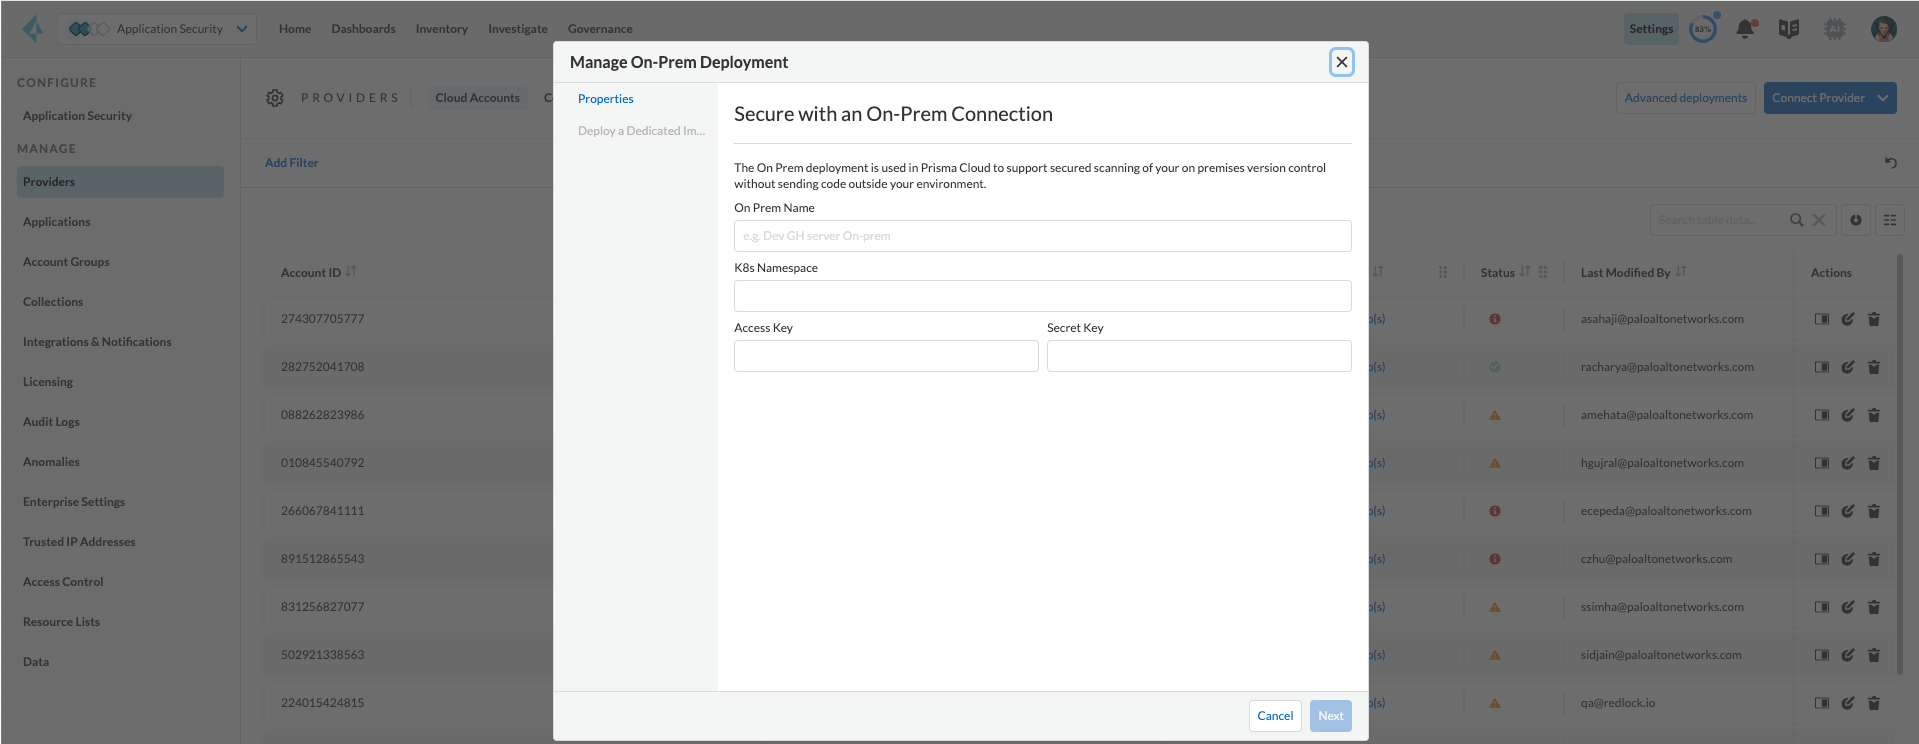 Application Security
Home
Dashboards
Inventory
Investigate
Governance
Settings
83%
AI
CONFIGURE
Application Security
MANAGE
Providers
Applications
Account Groups
Collections
Integrations & Notifications
Licensing
Audit Logs
Anomalies
Enterprise Settings
Trusted IP Addresses
Access Control
Resource Lists
Data
PROVIDERS
Cloud Accounts
Advanced deployments
Connect Provider
Add Filter
Search table data...
Account ID
Status
Last Modified By
Actions
274307705777
(s)
asahaji@paloaltonetworks.com
282752041708
(s)
racharya@paloaltonetworks.com
088262823986
(s)
amehata@paloaltonetworks.com
010845540792
(s)
hgujral@paloaltonetworks.com
266067841111
(s)
ecepeda@paloaltonetworks.com
891512865543
(s)
czhu@paloaltonetworks.com
831256827077
(s)
ssimha@paloaltonetworks.com
502921338563
(s)
sidjain@paloaltonetworks.com
224015424815
(s)
qa@redlock.io
Manage On-Prem Deployment
Properties
Deploy a Dedicated Im...
Secure with an On-Prem Connection
The On Prem deployment is used in Prisma Cloud to support secured scanning of your on premises version control
without sending code outside your environment.
On Prem Name
e.g. Dev GH server On-prem
K8s Namespace
Access Key
Secret Key
Cancel
Next